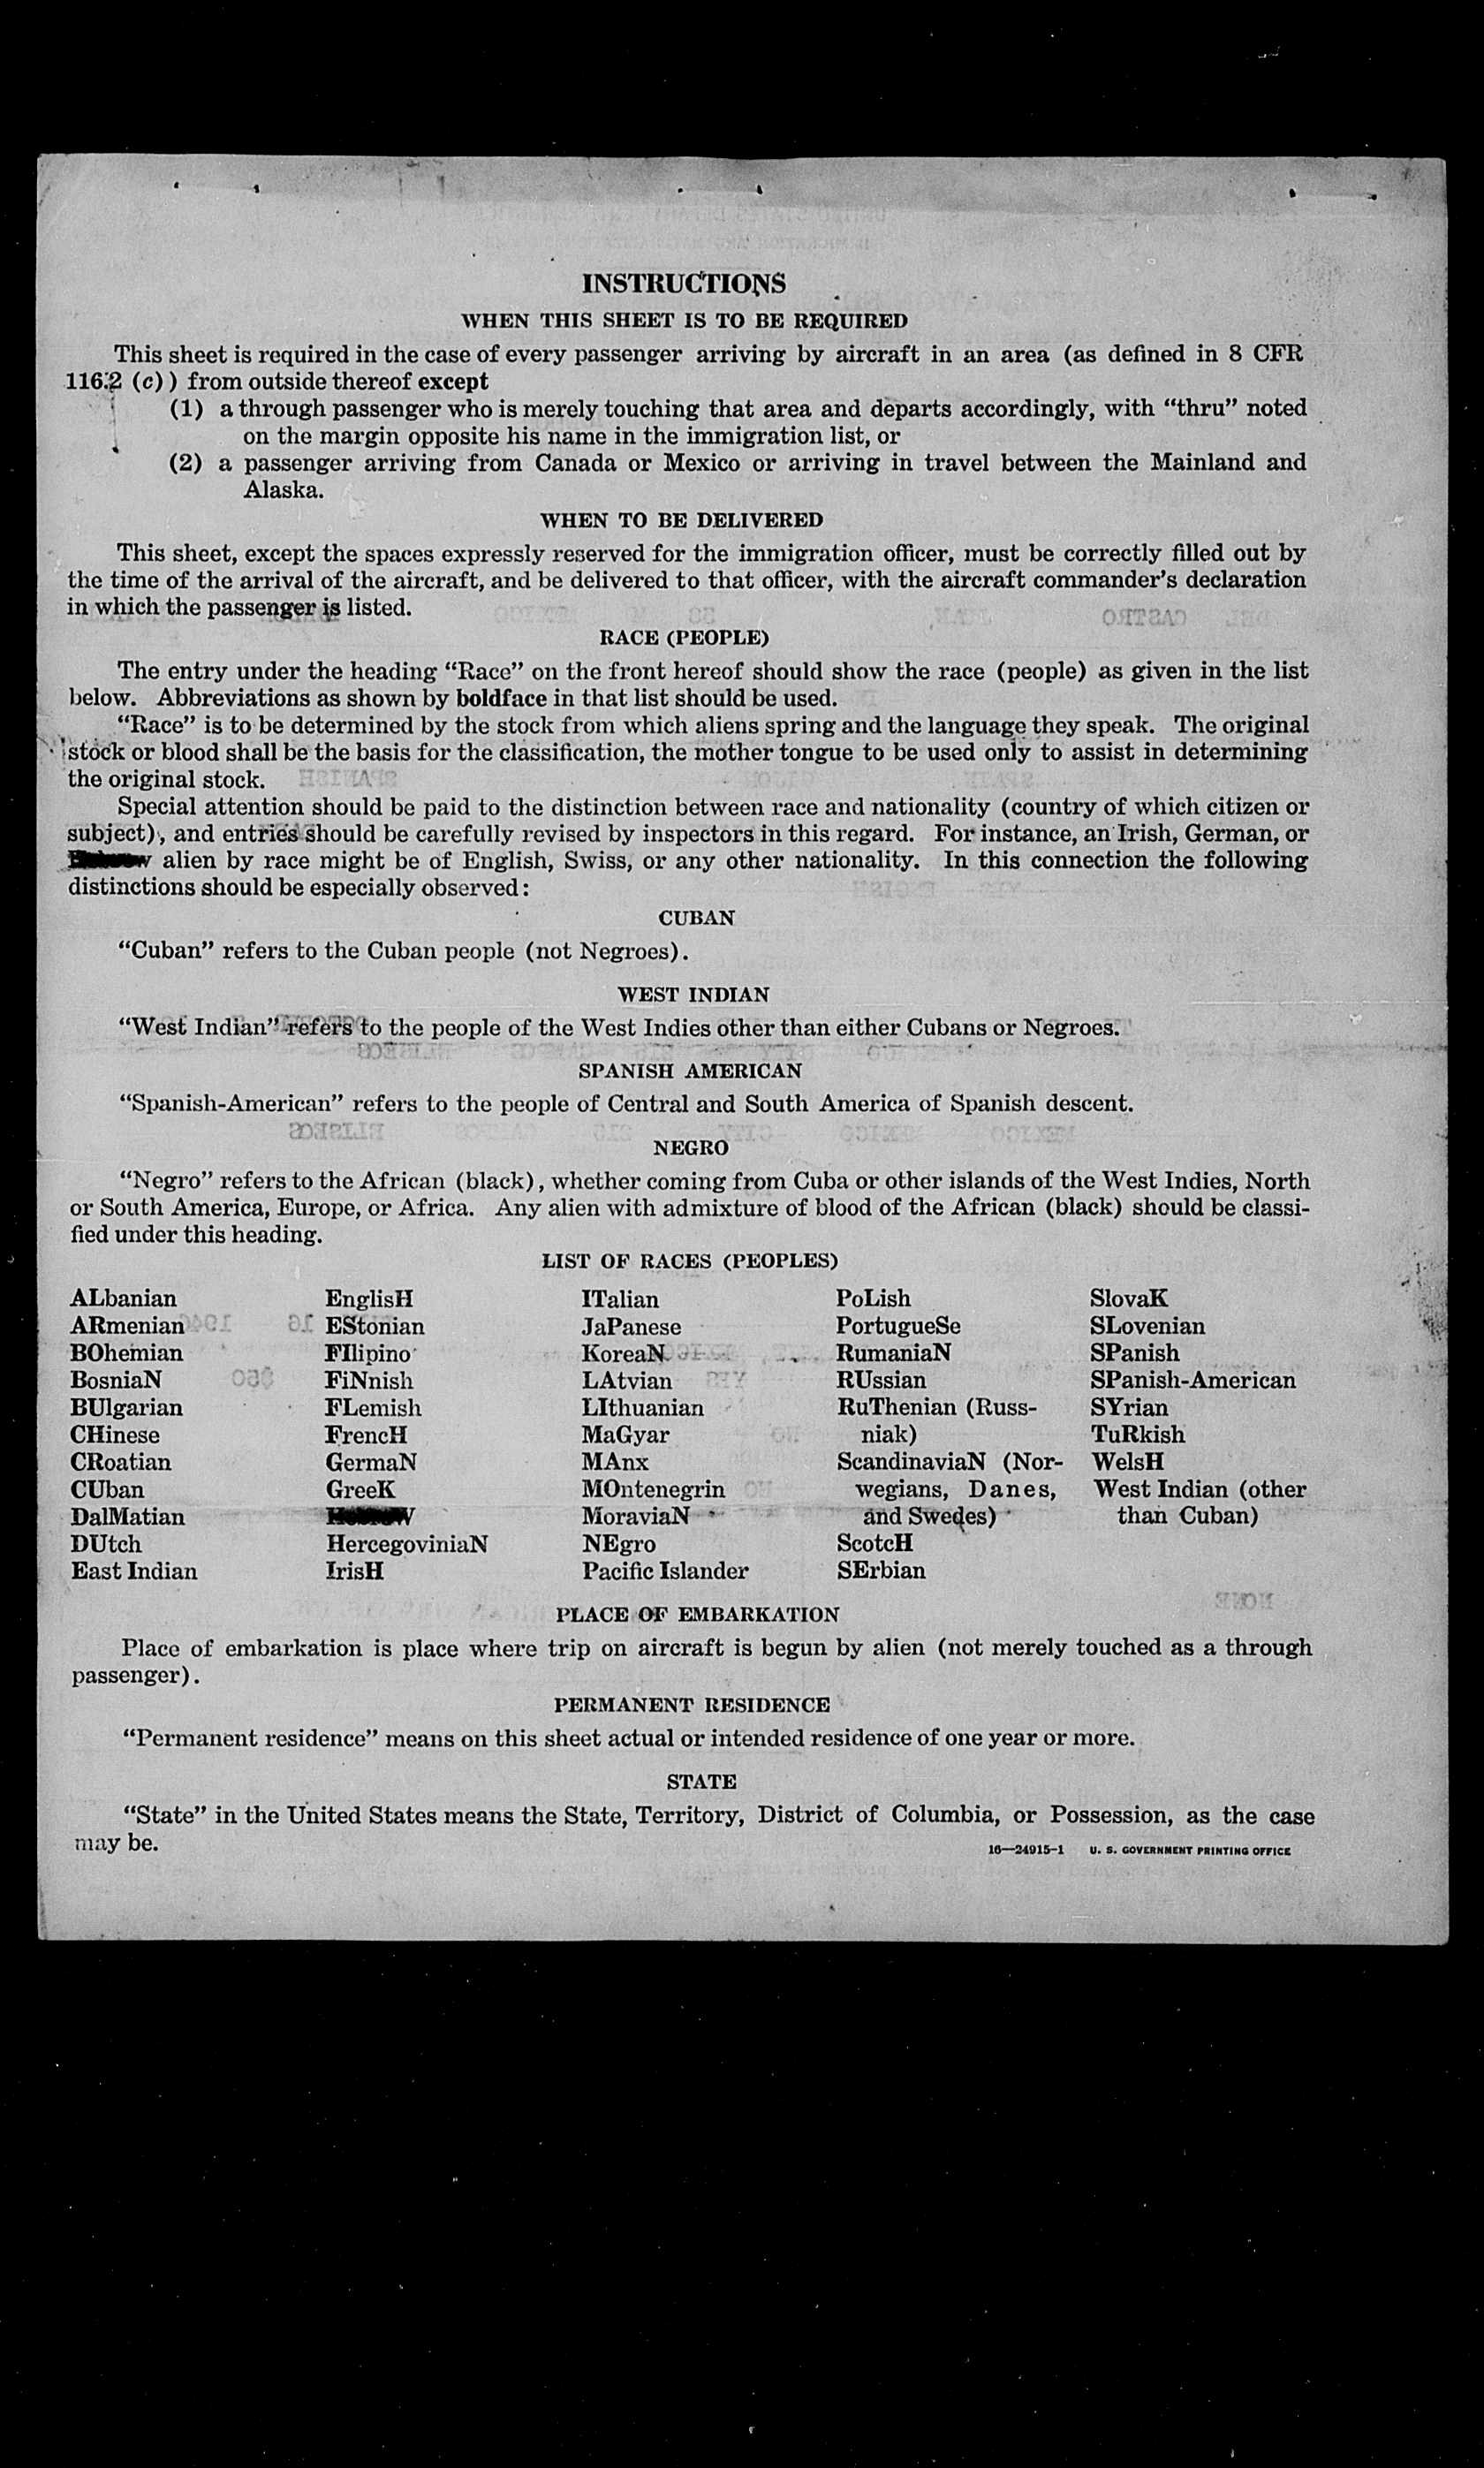 INSTRUCTIONS
WHEN THIS SHEET IS TO BE REQUIRED
This sheet is required in the case of every passenger arriving by aircraft in an area (as defined in 8 CFR
116.2 (c)) from outside thereof except
(1) a through passenger who is merely touching that area and departs accordingly, with “thru” noted
on the margin opposite his name in the immigration list, or
(2) a passenger arriving from Canada or Mexico or arriving in travel between the Mainland and
Alaska.
WHEN TO BE DELIVERED
This sheet, except the spaces expressly reserved for the immigration officer, must be correctly filled out by
the time of the arrival of the aircraft, and be delivered to that officer, with the aircraft commander’s declaration
in which the passenger is listed.
RACE (PEOPLE)
The entry under the heading “Race” on the front hereof should show the race (people) as given in the list
below. Abbreviations as shown by boldface in that list should be used.
“Race” is to be determined by the stock from which aliens spring and the language they speak. The original
stock or blood shall be the basis for the classification, the mother tongue to be used only to assist in determining
the original stock.
Special attention should be paid to the distinction between race and nationality (country of which citizen or
subject), and entries should be carefully revised by inspectors in this regard. For instance, an Irish, German, or
alien by race might be of English, Swiss, or any other nationality. In this connection the following
distinctions should be especially observed:
CUBAN
“Cuban” refers to the Cuban people (not Negroes).
WEST INDIAN
“West Indian” refers to the people of the West Indies other than either Cubans or Negroes.
SPANISH AMERICAN
“Spanish-American” refers to the people of Central and South America of Spanish descent.
NEGRO
“Negro” refers to the African (black), whether coming from Cuba or other islands of the West Indies, North
or South America, Europe, or Africa. Any alien with admixture of blood of the African (black) should be classi-
fied under this heading.
LIST OF RACES (PEOPLES)
ALbanian
ARmenian
BOhemian
BosniaN
BUlgarian
CHinese
CRoatian
CUban
DalMatian
DUtch
East Indian
EnglisH
EStonian
FIlipino
FiNnish
FLemish
FrencH
GermaN
GreeK
HercegoviniaN
IrisH
ITalian
JaPanese
KoreaN
LAtvian
LIthuanian
MaGyar
MAnx
MOntenegrin
MoraviaN
NEgro
Pacific Islander
PoLish
PortugueSe
RumaniaN
RUssian
RuThenian (Russ-
niak)
ScandinaviaN (Nor-
wegians, Danes,
and Swedes)
ScotcH
SErbian
SlovaK
SLovenian
SPanish
SPanish-American
SYrian
TuRkish
WelsH
West Indian (other
than Cuban)
PLACE OF EMBARKATION
Place of embarkation is place where trip on aircraft is begun by alien (not merely touched as a through
passenger).
PERMANENT RESIDENCE
“Permanent residence” means on this sheet actual or intended residence of one year or more.
STATE
“State” in the United States means the State, Territory, District of Columbia, or Possession, as the case
may be.
16—24915-1 U. S. GOVERNMENT PRINTING OFFICE